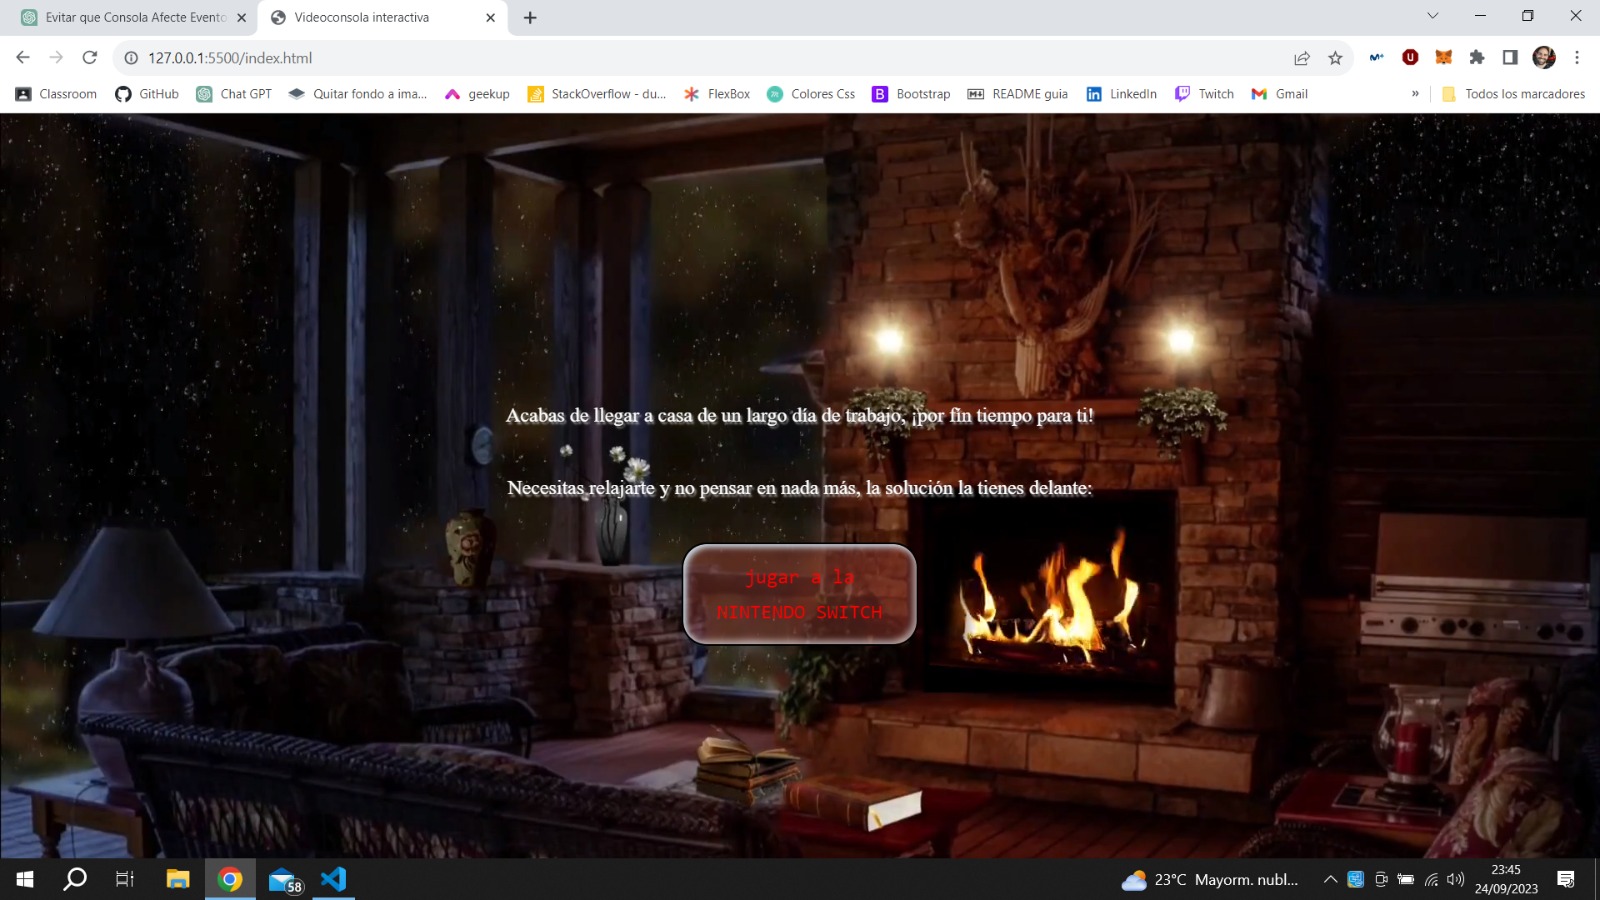 Evitar que Consola Afecte Evento
Videoconsola interactiva
127.0.0.1:5500/index.html
Classroom
GitHub
Chat GPT
Quitar fondo a ima...
geekup
StackOverflow - du...
FlexBox
Colores Css
Bootstrap
README guia
LinkedIn
Twitch
Gmail
»
Todos los marcadores
Acabas de llegar a casa de un largo día de trabajo, ¡por fín tiempo para ti!
Necesitas relajarte y no pensar en nada más, la solución la tienes delante:
jugar a la
NINTENDO SWITCH
58
23°C Mayorm. nubl...
23:45
24/09/2023